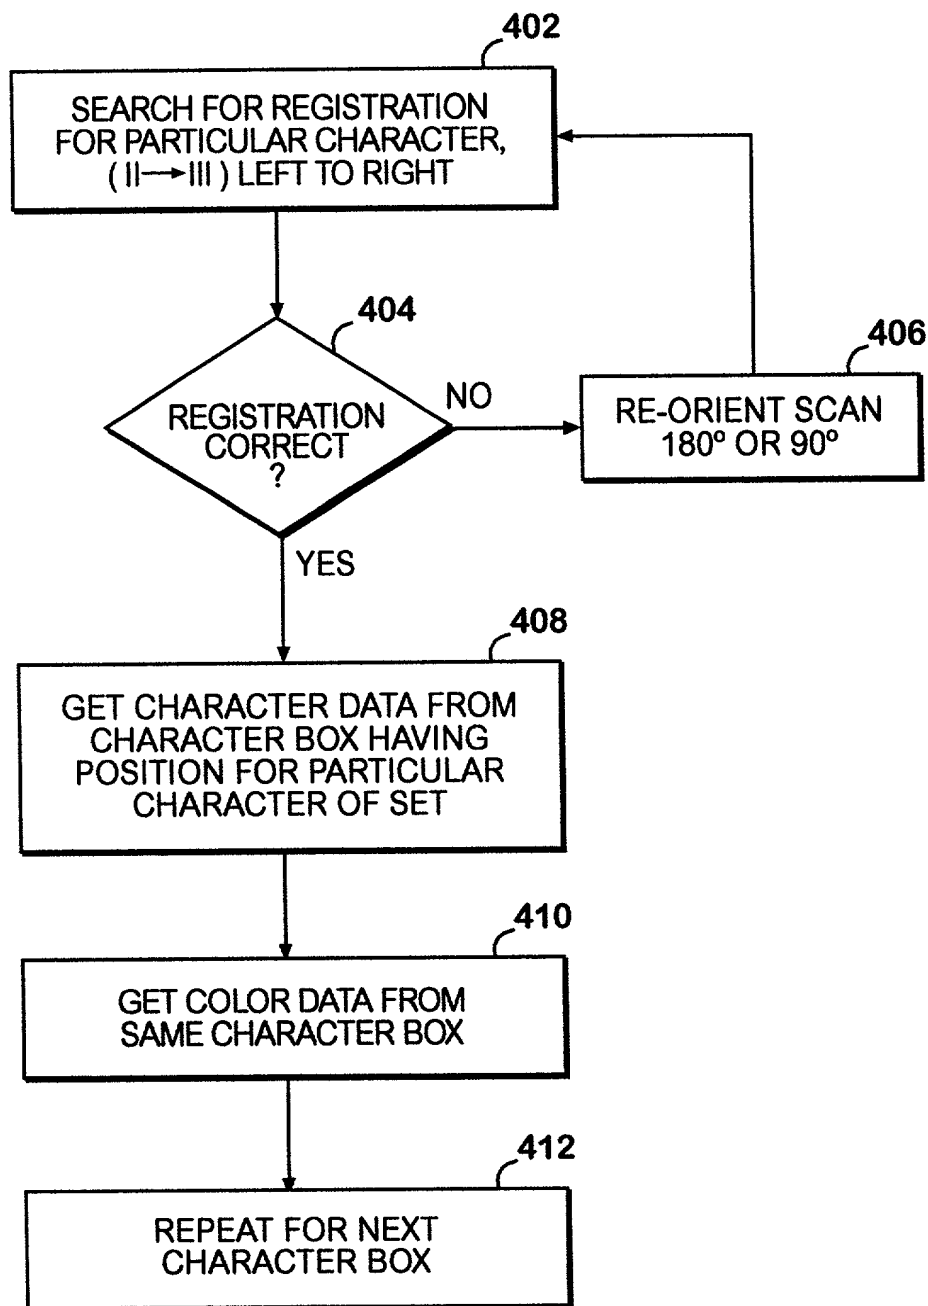 402
SEARCH FOR REGISTRATION
FOR PARTICULAR CHARACTER,
( II→III ) LEFT TO RIGHT
404
REGISTRATION
CORRECT
?
NO
406
RE-ORIENT SCAN
180º OR 90º
YES
408
GET CHARACTER DATA FROM
CHARACTER BOX HAVING
POSITION FOR PARTICULAR
CHARACTER OF SET
410
GET COLOR DATA FROM
SAME CHARACTER BOX
412
REPEAT FOR NEXT
CHARACTER BOX